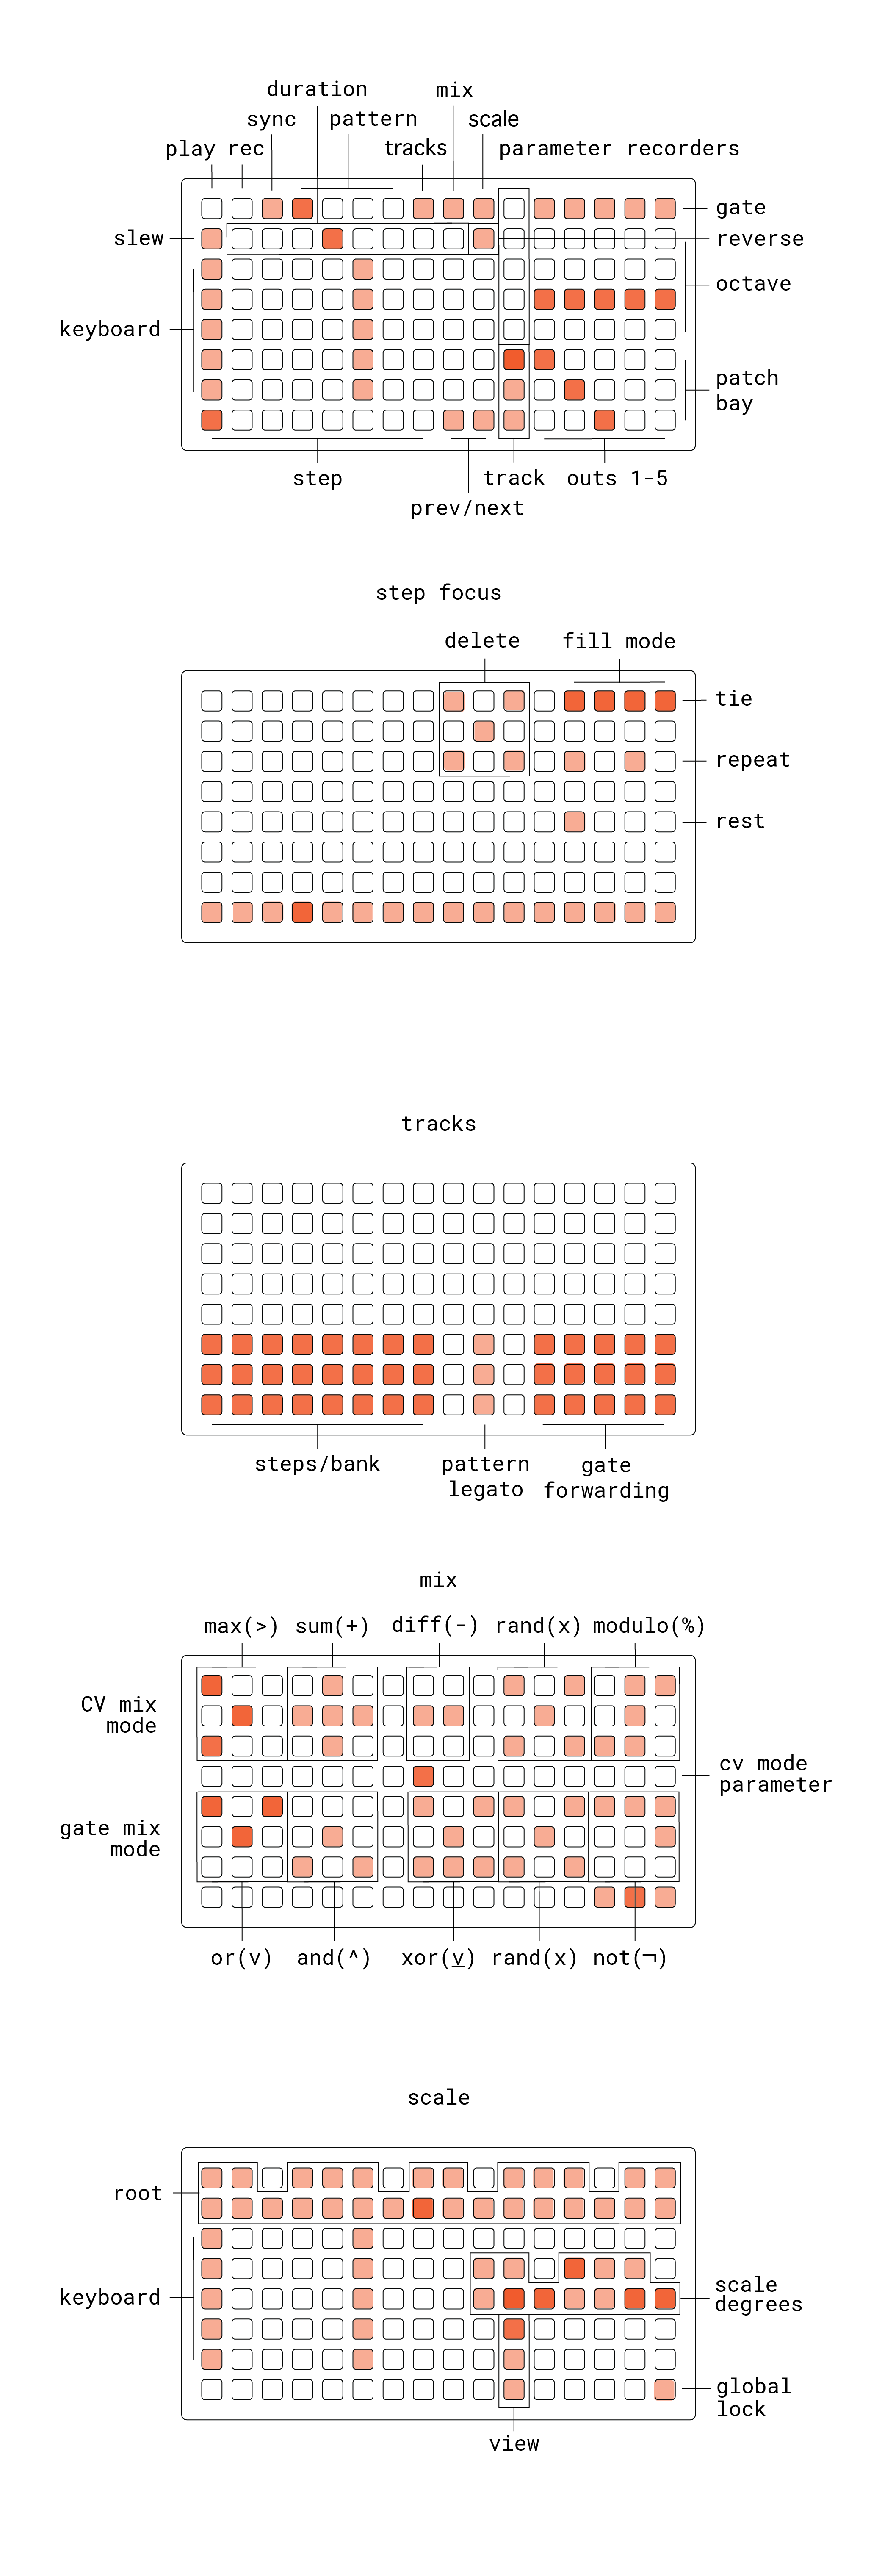 duration mix
sync pattern scale
play rec tracks parameter recorders
gate
slew reverse
octave
keyboard
patch
bay
step track outs 1-5
prev/next
step focus
delete fill mode
tie
repeat
rest
tracks
steps/bank pattern gate
legato forwarding
mix
max(>) sum(+) diff(-) rand(x) modulo(%)
CV mix
mode
cv mode
parameter
gate mix
mode
or(v) and(^) xor(v) rand(x) not(¬)
scale
root
keyboard
scale
degrees
global
lock
view